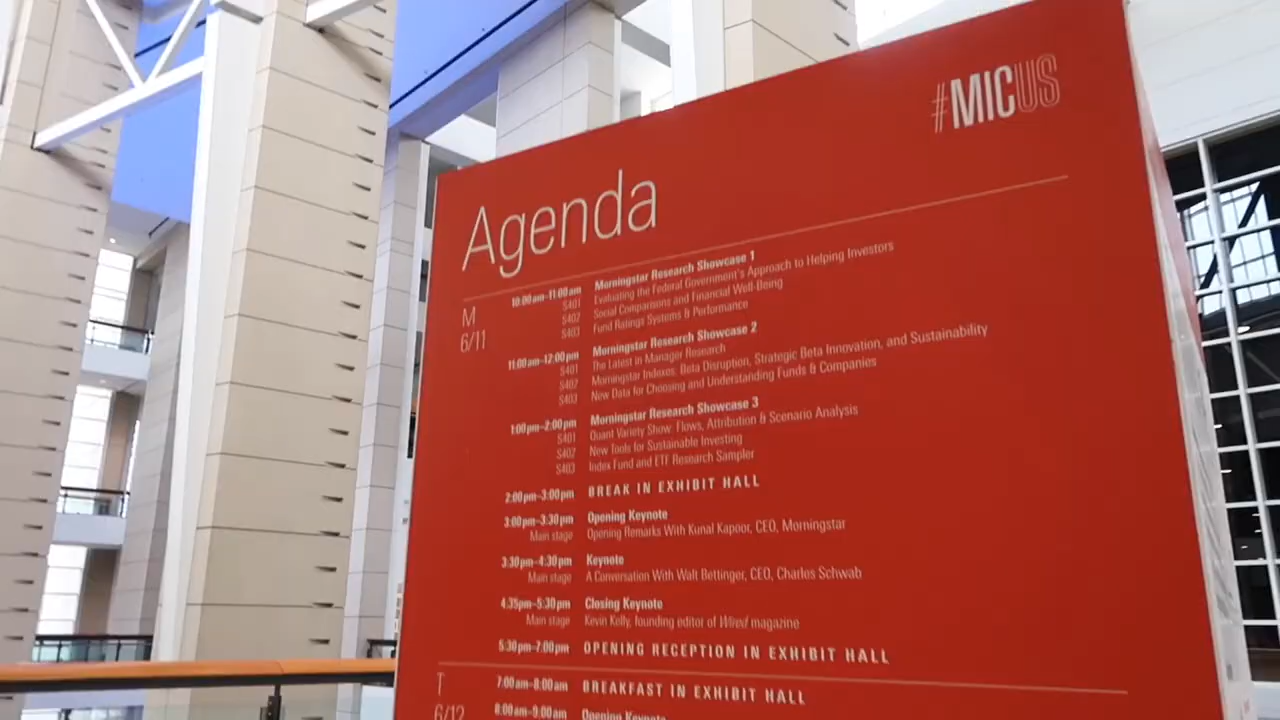 #MICUS
Agenda
M
6/11
10:00am–11:00am Morningstar Research Showcase 1
S401 Evaluating the Federal Government's Approach to Helping Investors
S402 Social Comparisons and Financial Well-Being
S403 Fund Ratings Systems & Performance
11:00am–12:00pm Morningstar Research Showcase 2
S401 The Latest in Manager Research
S402 Morningstar Indexes: Beta Disruption, Strategic Beta Innovation, and Sustainability
S403 New Data for Choosing and Understanding Funds & Companies
1:00pm–2:00pm Morningstar Research Showcase 3
S401 Quant Variety Show: Flows, Attribution & Scenario Analysis
S402 New Tools for Sustainable Investing
S403 Index Fund and ETF Research Sampler
2:00pm–3:00pm BREAK IN EXHIBIT HALL
3:00pm–3:30pm Opening Keynote
Main stage Opening Remarks With Kunal Kapoor, CEO, Morningstar
3:30pm–4:30pm Keynote
Main stage A Conversation With Walt Bettinger, CEO, Charles Schwab
4:35pm–5:30pm Closing Keynote
Main stage Kevin Kelly, founding editor of Wired magazine
5:30pm–7:00pm OPENING RECEPTION IN EXHIBIT HALL
T
6/12
7:00am–8:00am BREAKFAST IN EXHIBIT HALL
8:00am–9:00am Opening Keynote